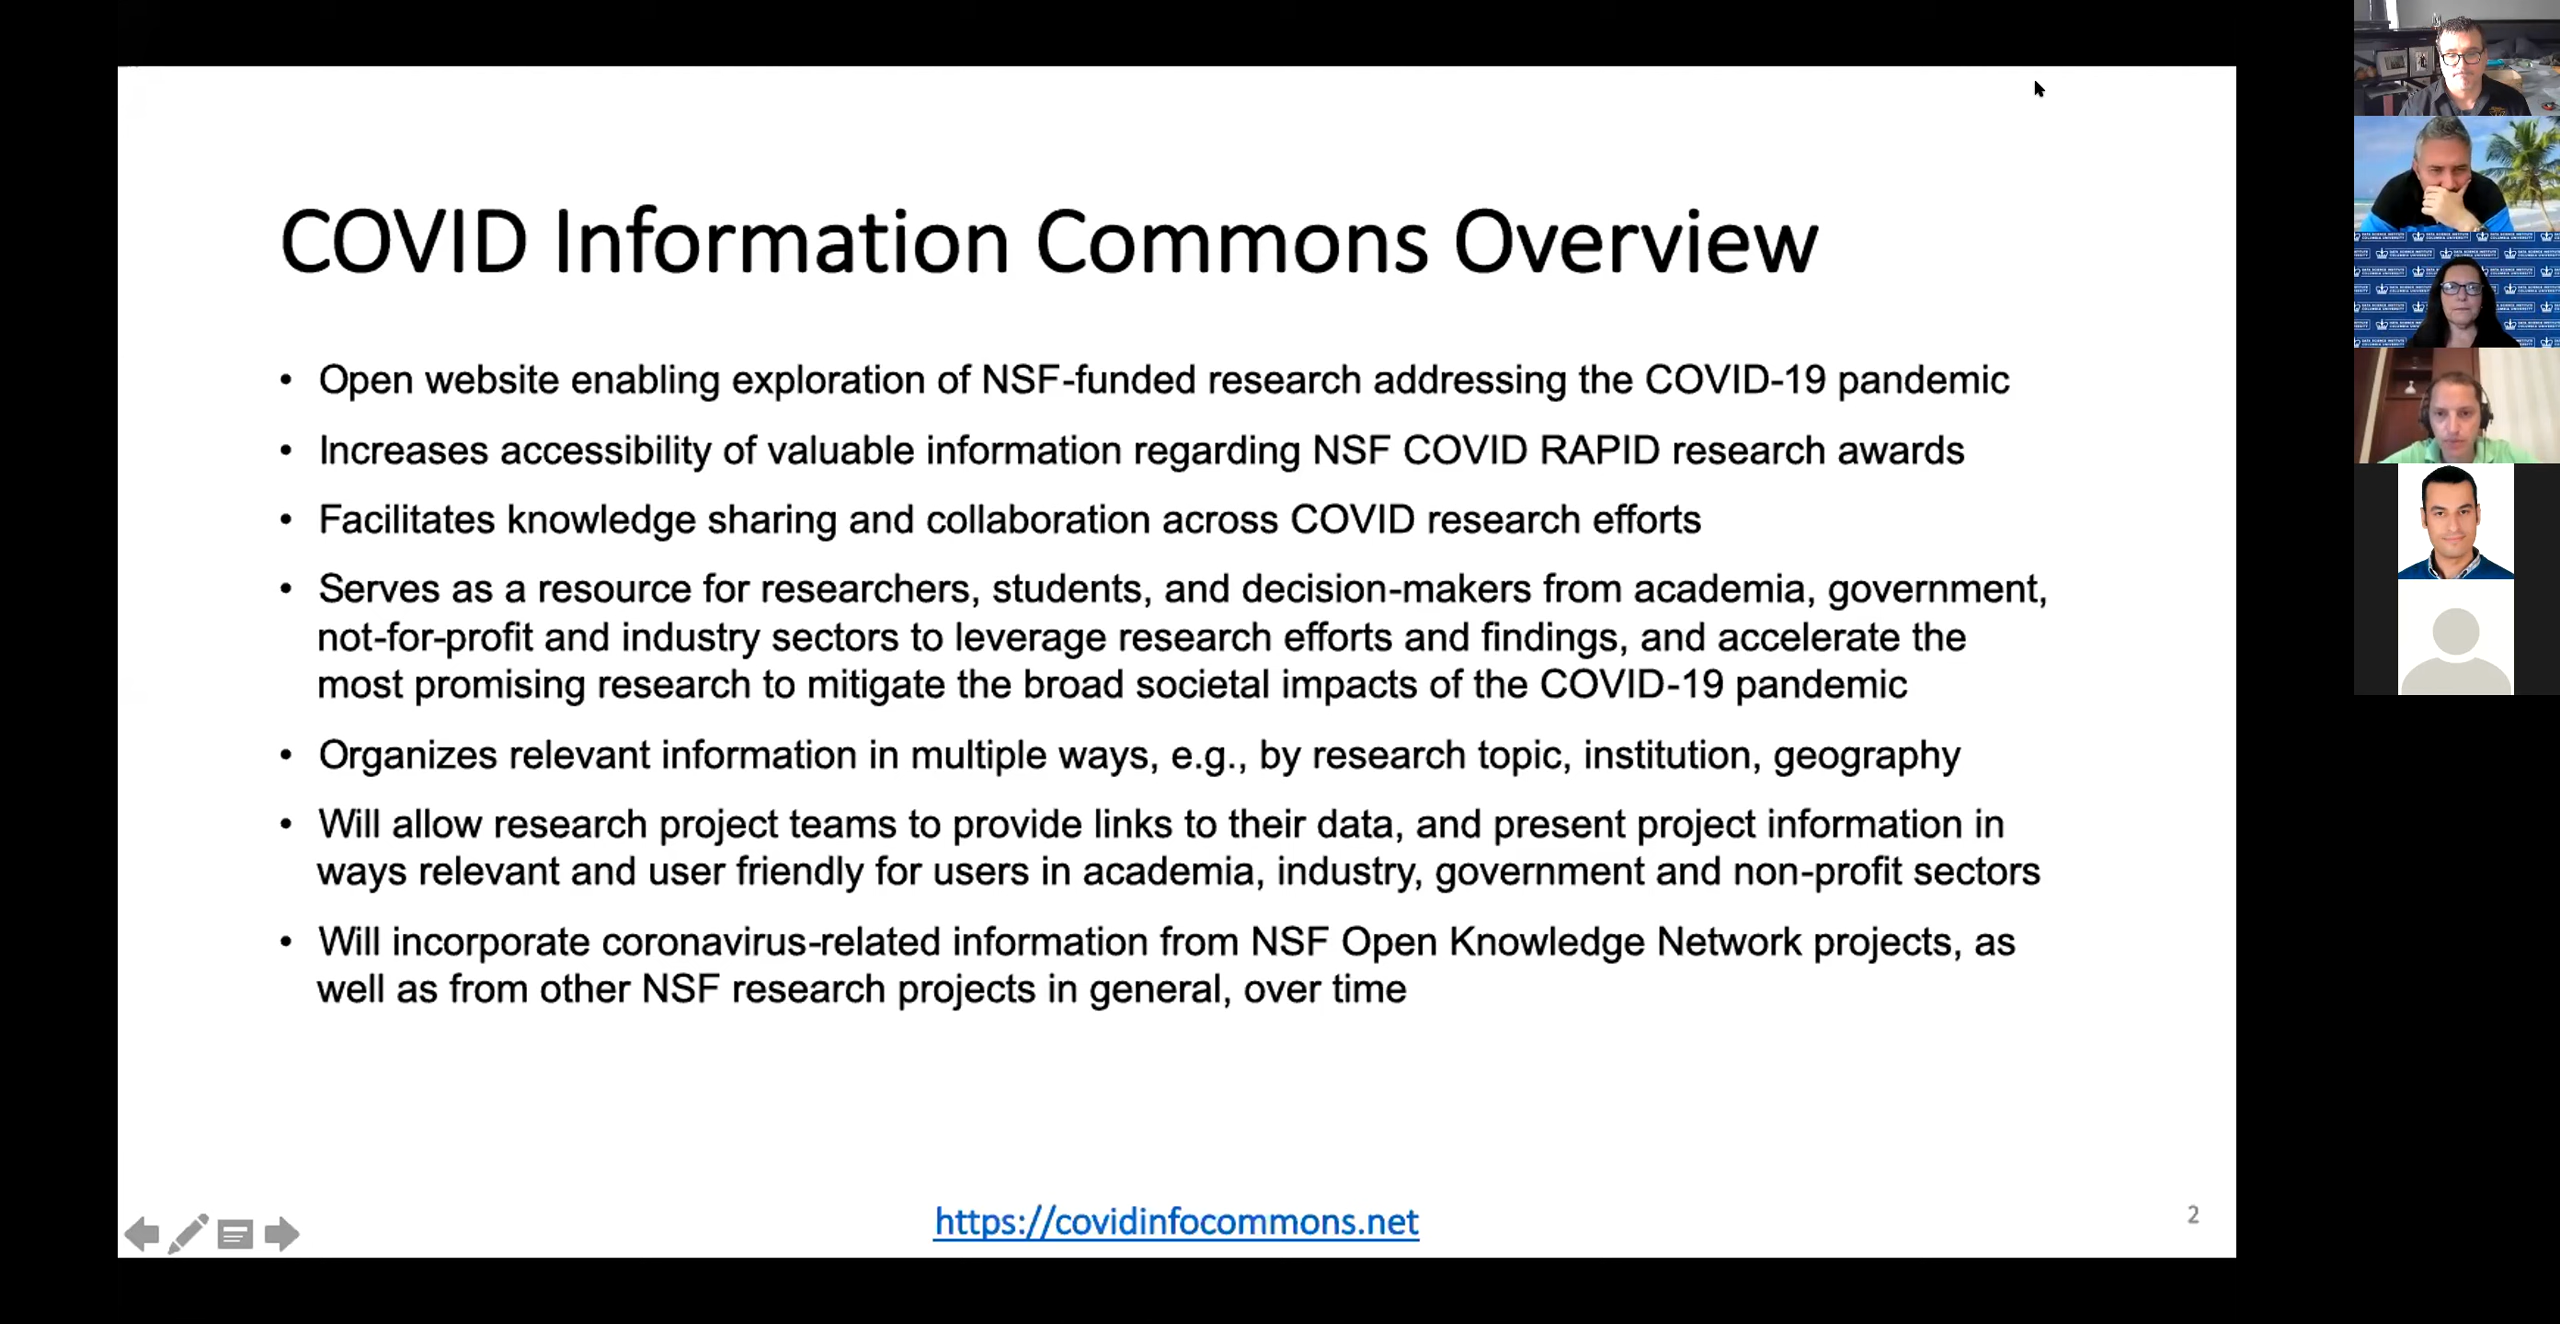 COVID Information Commons Overview
• Open website enabling exploration of NSF-funded research addressing the COVID-19 pandemic
• Increases accessibility of valuable information regarding NSF COVID RAPID research awards
• Facilitates knowledge sharing and collaboration across COVID research efforts
• Serves as a resource for researchers, students, and decision-makers from academia, government,
not-for-profit and industry sectors to leverage research efforts and findings, and accelerate the
most promising research to mitigate the broad societal impacts of the COVID-19 pandemic
• Organizes relevant information in multiple ways, e.g., by research topic, institution, geography
• Will allow research project teams to provide links to their data, and present project information in
ways relevant and user friendly for users in academia, industry, government and non-profit sectors
• Will incorporate coronavirus-related information from NSF Open Knowledge Network projects, as
well as from other NSF research projects in general, over time
https://covidinfocommons.net
2